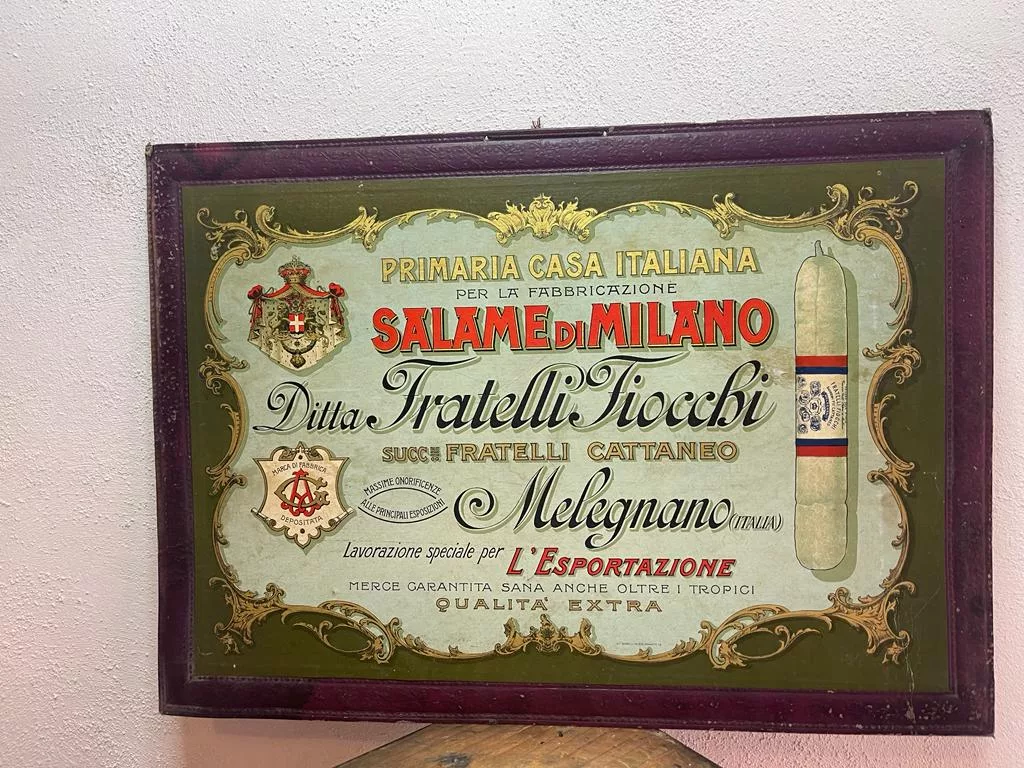 PRIMARIA CASA ITALIANA
PER LA FABBRICAZIONE
SALAME DI MILANO
Ditta Fratelli Fiocchi
SUCC FRATELLI CATTANEO
MARCA DI FABBRICA
DEPOSITATA
MASSIME ONORIFICENZE
ALLE PRINCIPALI ESPOSIZIONI
Melegnano (ITALIA)
Lavorazione speciale per L'ESPORTAZIONE
MERCE GARANTITA SANA ANCHE OLTRE I TROPICI
QUALITA' EXTRA
FRATELLI FIOCCHI